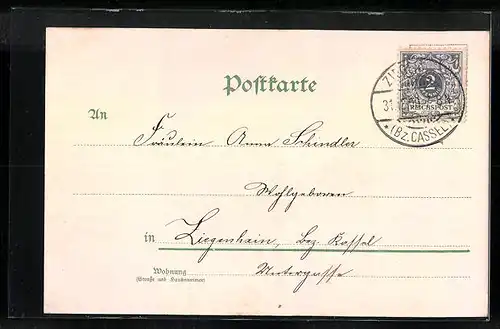 Postkarte
2
REICHSPOST
31.
* (Bz. CASSEL) *
An
Fräulein Anna Schindler
Wohlgeboren
in Ziegenhain, bez. Kassel
Wohnung
(Straße und Hausnummer)
Untergasse